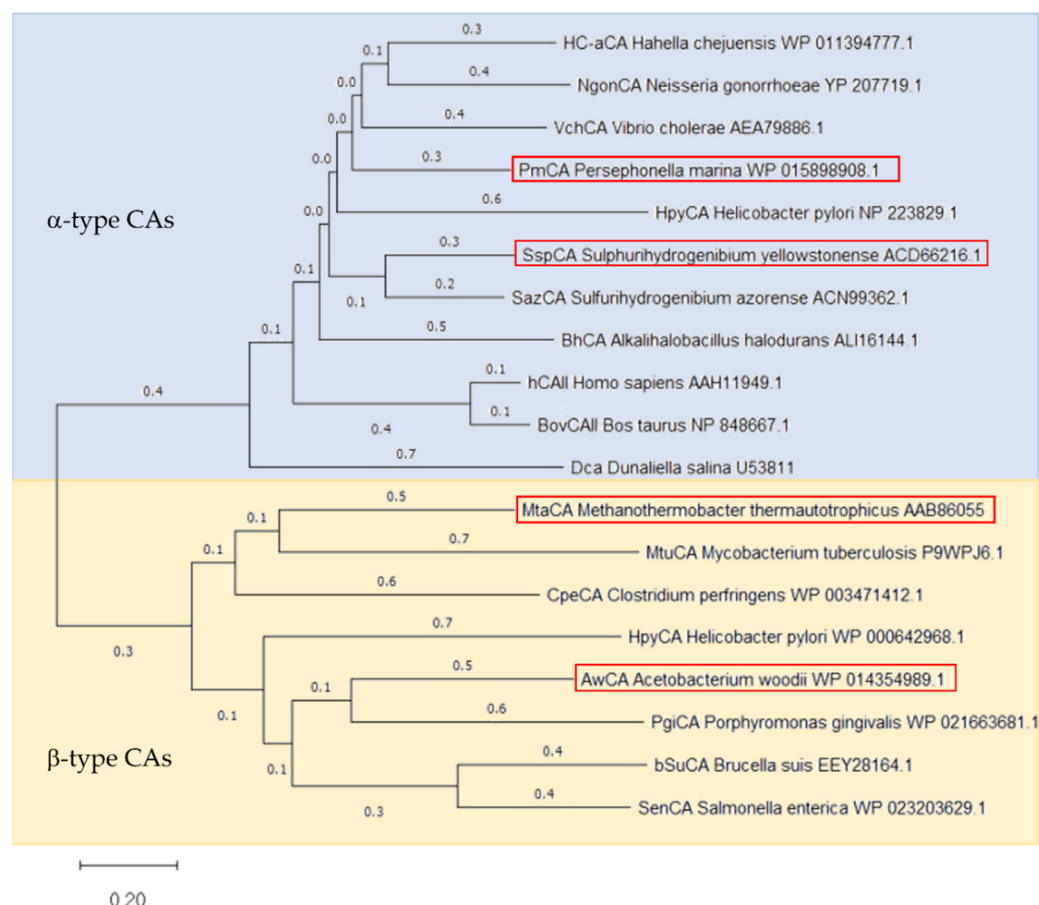 0.3
HC-aCA Hahella chejuensis WP 011394777.1
0.1
0.4
NgonCA Neisseria gonorrhoeae YP 207719.1
0.0
0.4
VchCA Vibrio cholerae AEA79886.1
0.0
0.3
PmCA Persephonella marina WP 015898908.1
0.0
0.6
HpyCA Helicobacter pylori NP 223829.1
0.0
α-type CAs
0.3
SspCA Sulphurihydrogenibium yellowstonense ACD66216.1
0.1
0.2
0.1
SazCA Sulfurihydrogenibium azorense ACN99362.1
0.1
0.5
BhCA Alkalihalobacillus halodurans ALI16144.1
0.1
hCAII Homo sapiens AAH11949.1
0.4
0.1
0.4
BovCAII Bos taurus NP 848667.1
0.7
Dca Dunaliella salina U53811
0.5
MtaCA Methanothermobacter thermautotrophicus AAB86055
0.1
0.7
0.1
MtuCA Mycobacterium tuberculosis P9WPJ6.1
0.6
CpeCA Clostridium perfringens WP 003471412.1
0.7
HpyCA Helicobacter pylori WP 000642968.1
0.3
0.5
AwCA Acetobacterium woodii WP 014354989.1
0.1
0.6
0.1
PgiCA Porphyromonas gingivalis WP 021663681.1
β-type CAs
0.4
bSuCA Brucella suis EEY28164.1
0.1
0.4
0.3
SenCA Salmonella enterica WP 023203629.1
0.20